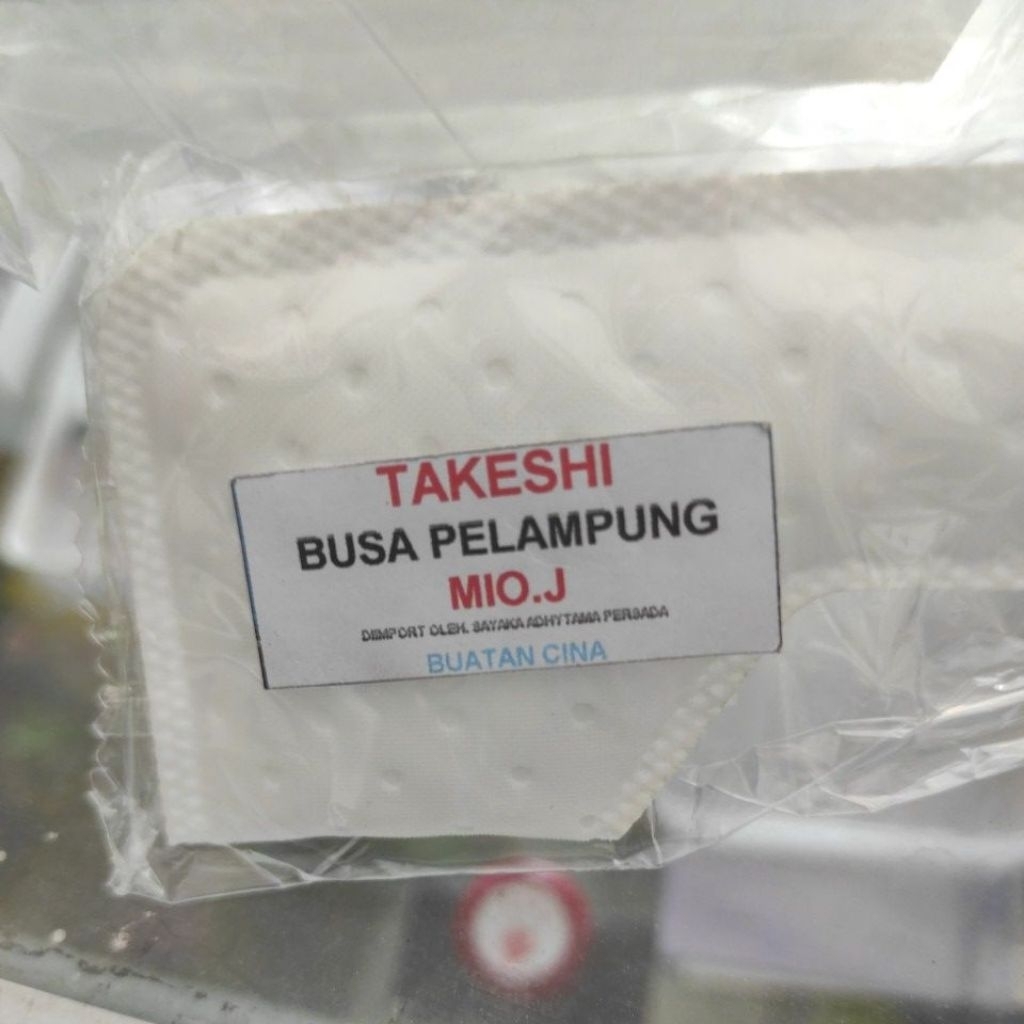 TAKESHI
BUSA PELAMPUNG
MIO.J
DIIMPORT OLEH. SAYAKA ADHYTAMA PERSADA
BUATAN CINA